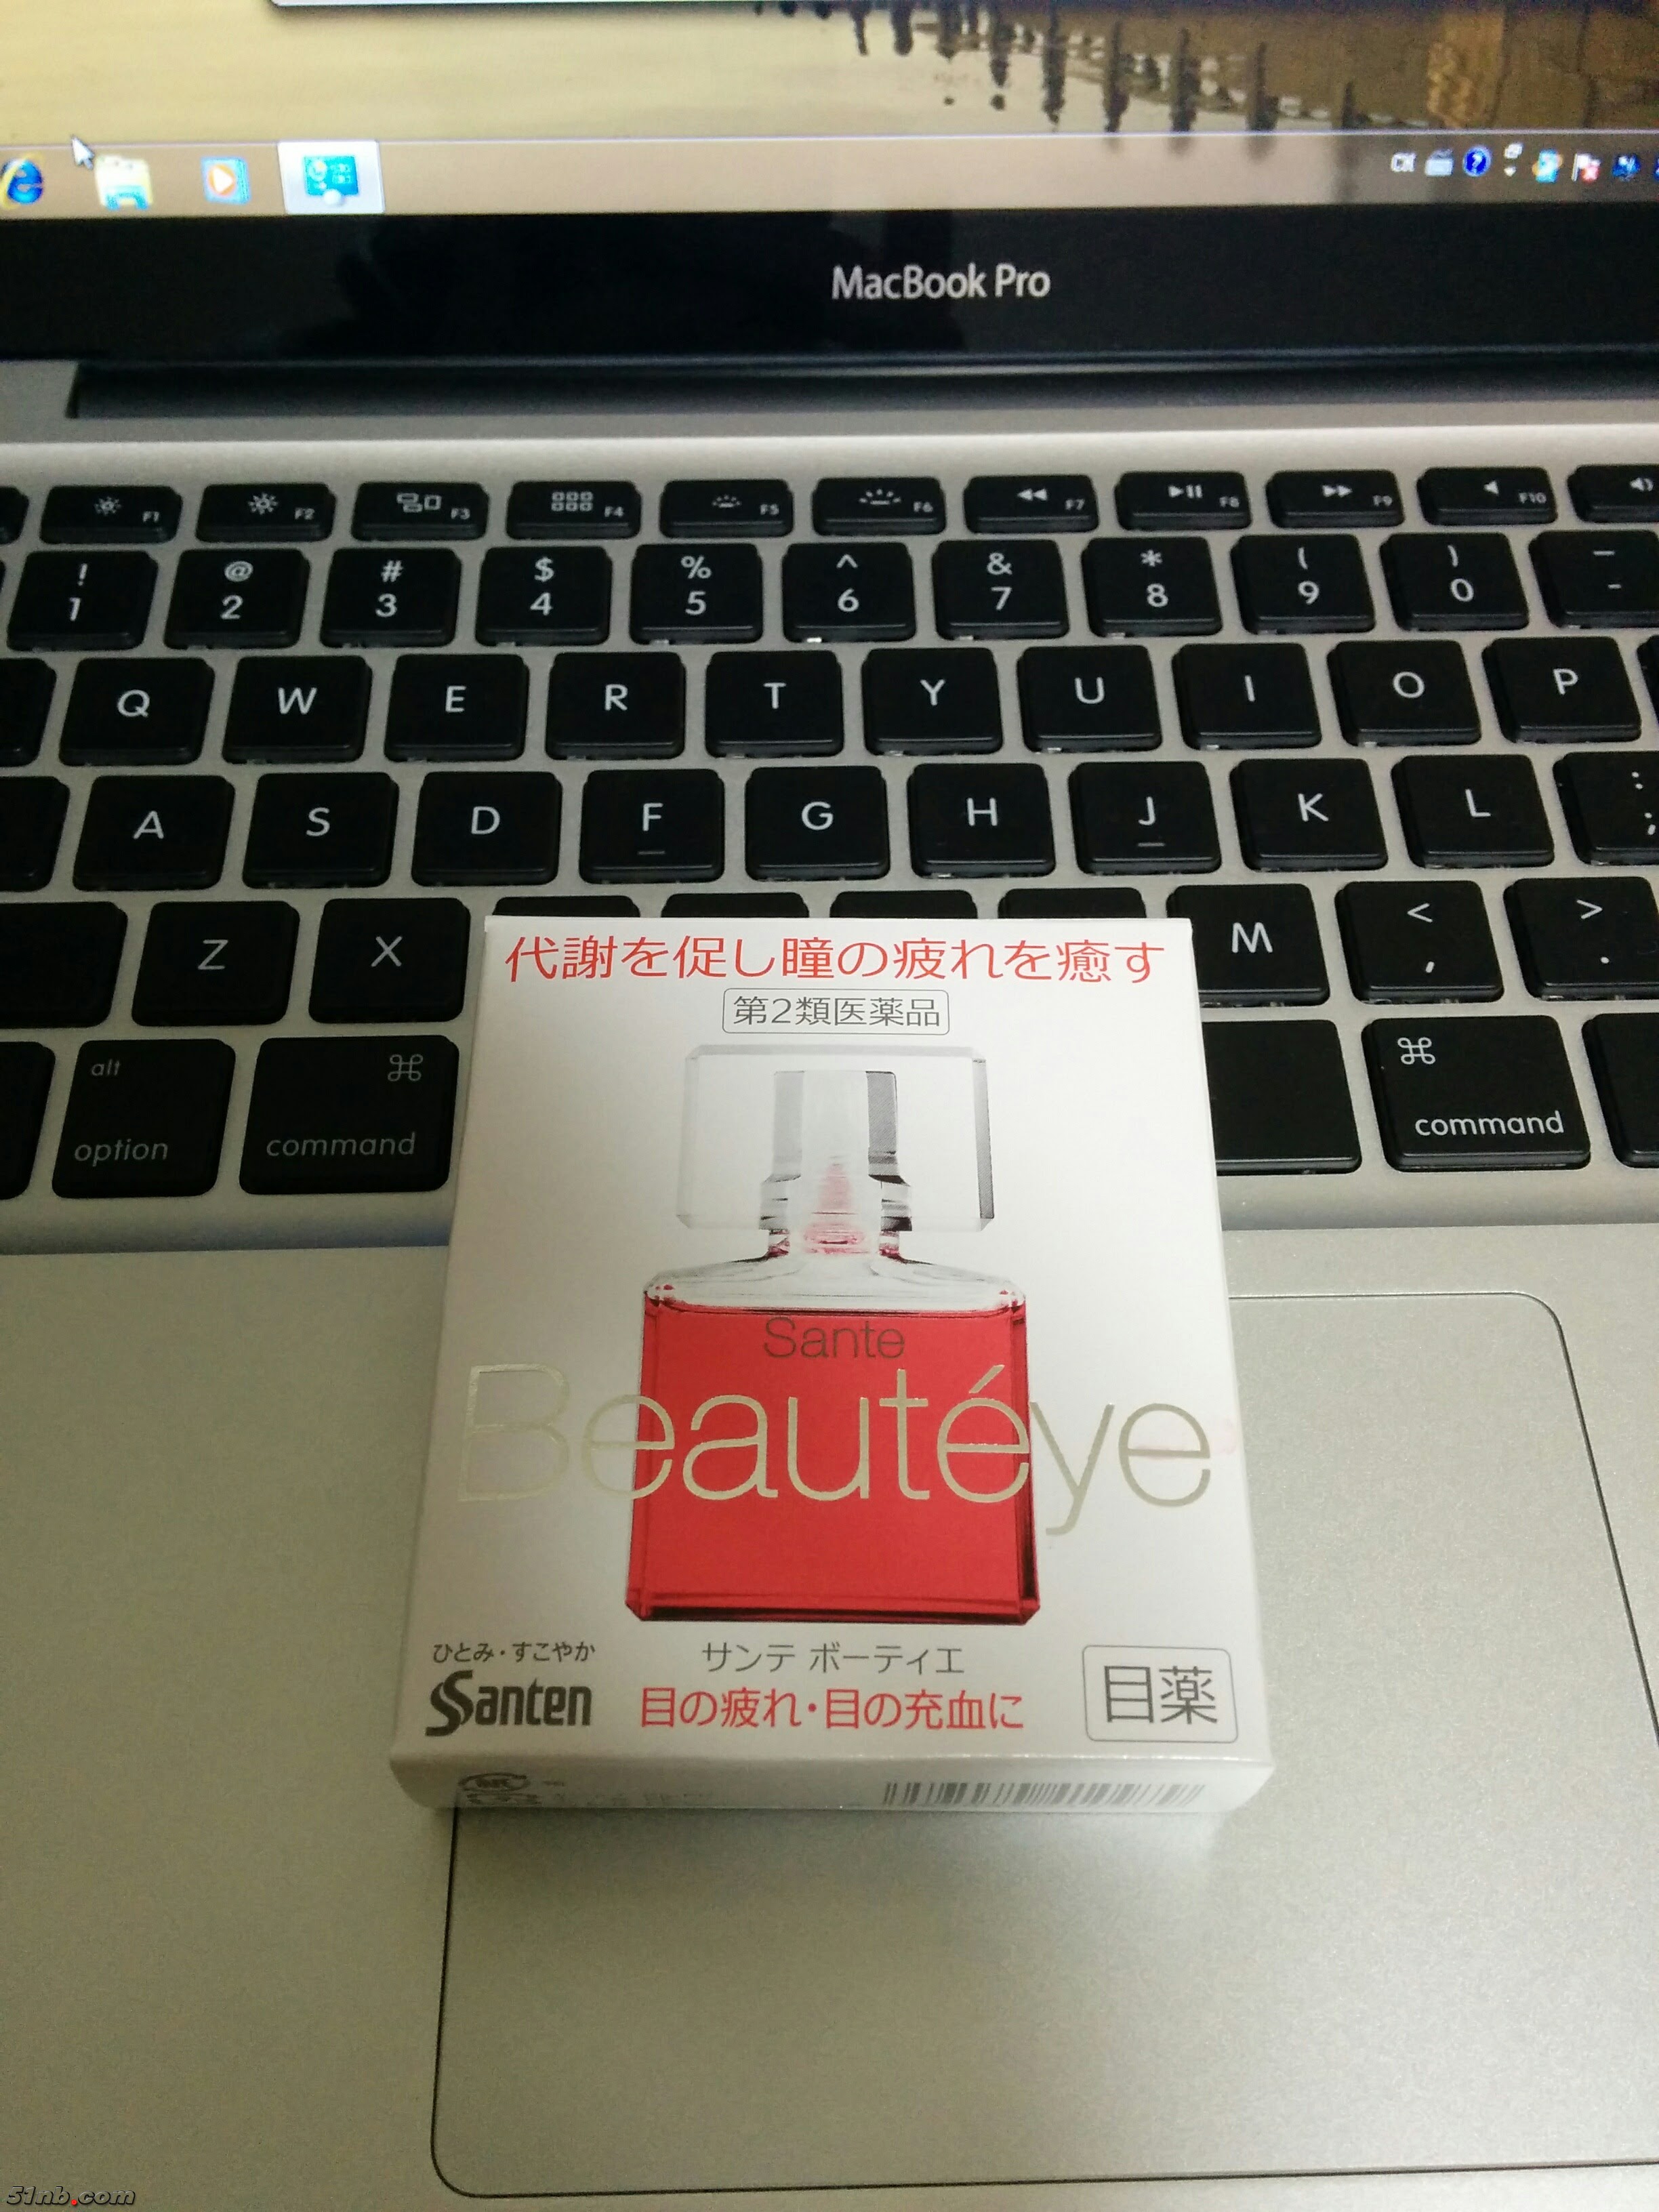 CH
MacBook Pro
F1 F2 F3 F4 F5 F6 F7 F8 F9 F10
! @ # $ % ^ & * ( ) —
1 2 3 4 5 6 7 8 9 0 -
Q W E R T Y U I O P
A S D F G H J K L : ;
Z X M < , > .
alt
option
command
command
代謝を促し瞳の疲れを癒す
第2類医薬品
Sante
Beautéye
ひとみ・すこやか
Santen
サンテ ボーティエ
目の疲れ・目の充血に
目薬
51nb.com